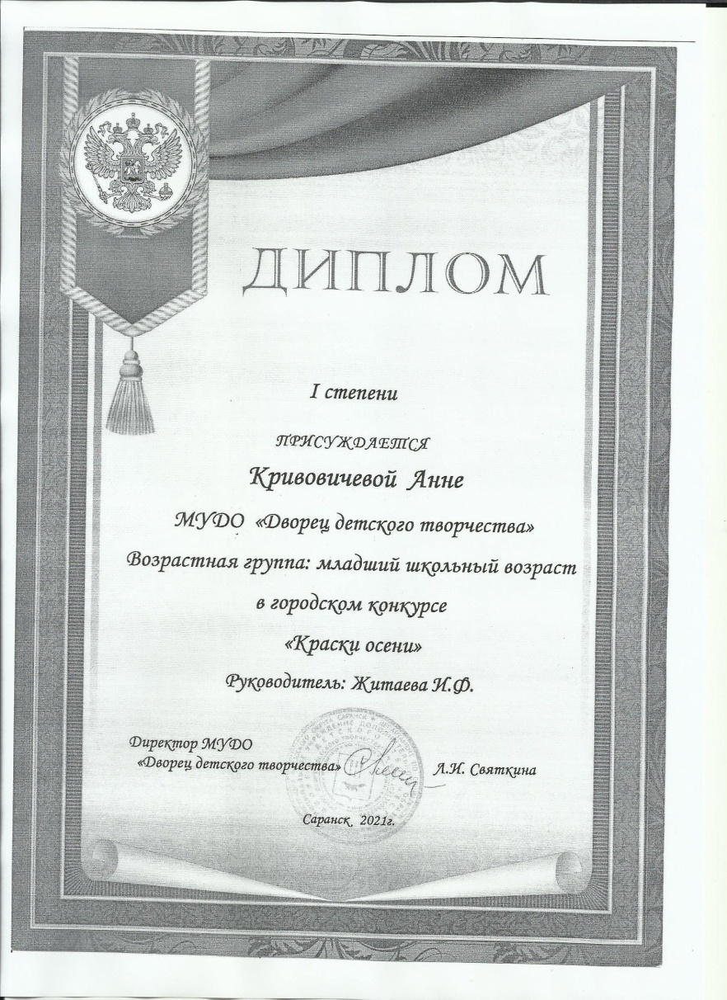 ДИПЛОМ
I степени
ПРИСУЖДАЕТСЯ
Кривовичевой Анне
МУДО «Дворец детского творчества»
Возрастная группа: младший школьный возраст
в городском конкурсе
«Краски осени»
Руководитель: Житаева И.Ф.
Директор МУДО
«Дворец детского творчества»
Л.И. Святкина
Саранск 2021г.